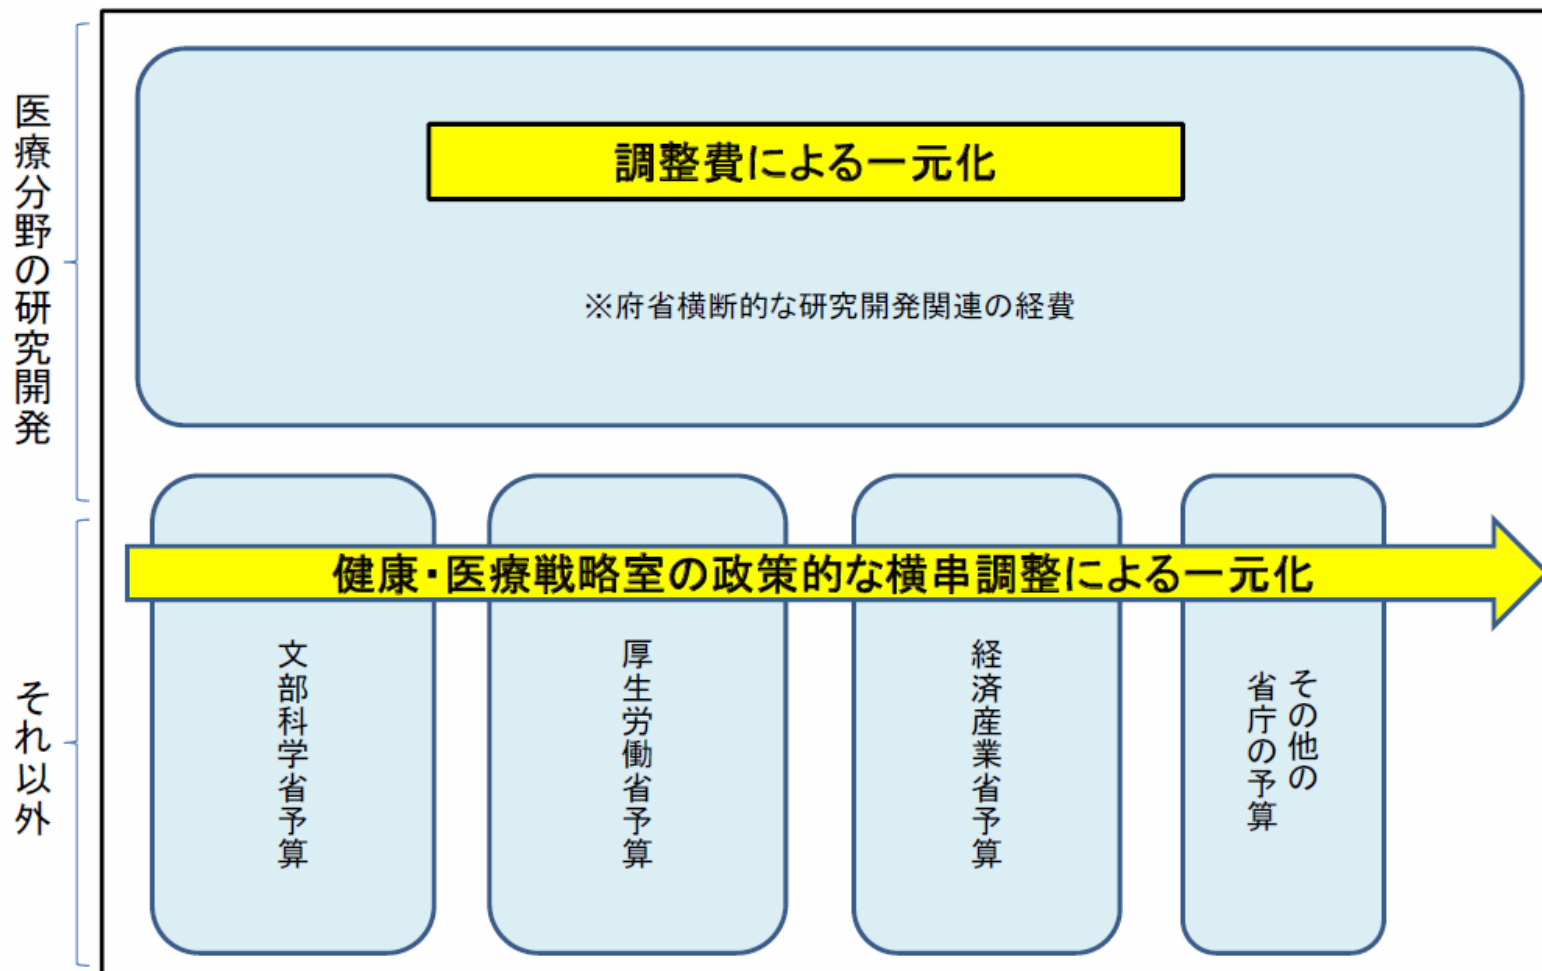 医療分野の研究開発
調整費による一元化
※府省横断的な研究開発関連の経費
それ以外
健康・医療戦略室の政策的な横串調整による一元化
文部科学省予算
厚生労働省予算
経済産業省予算
その他の
省庁の予算